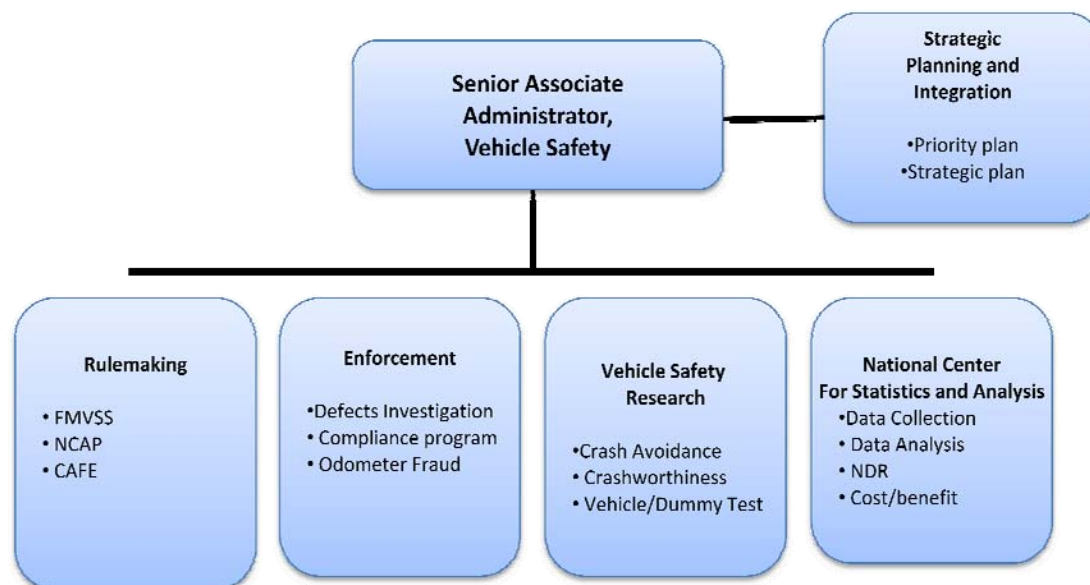 Senior Associate
Administrator,
Vehicle Safety
Strategic
Planning and
Integration
•Priority plan
•Strategic plan
Rulemaking
• FMVSS
• NCAP
• CAFE
Enforcement
•Defects Investigation
• Compliance program
• Odometer Fraud
Vehicle Safety
Research
•Crash Avoidance
• Crashworthiness
• Vehicle/Dummy Test
National Center
For Statistics and Analysis
•Data Collection
• Data Analysis
• NDR
• Cost/benefit